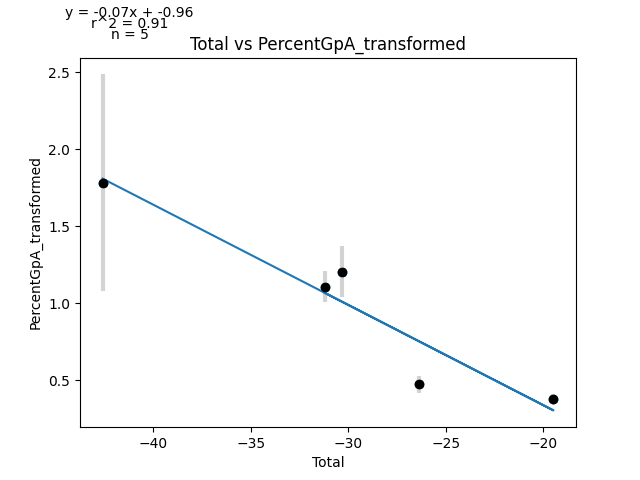 y = -0.07x + -0.96
r^2 = 0.91
n = 5
Total vs PercentGpA_transformed
2.5
2.0
1.5
1.0
0.5
PercentGpA_transformed
−40
−35
−30
−25
−20
Total